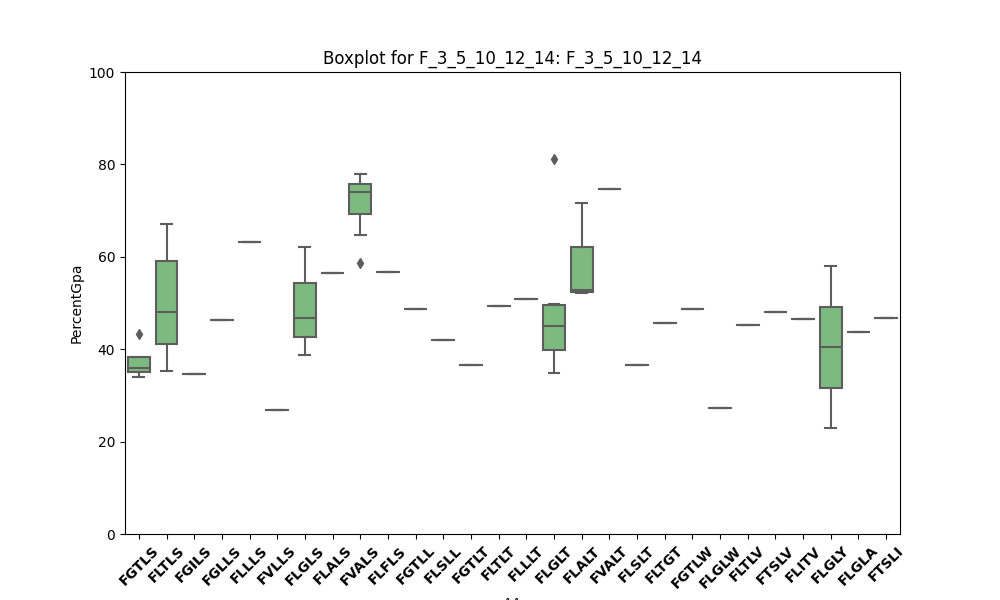 Boxplot for F_3_5_10_12_14: F_3_5_10_12_14
100
80
60
40
20
0
PercentGpa
FGTLS
FLTLS
FGILS
FGLLS
FLLLS
FVLLS
FLGLS
FLALS
FVALS
FLFLS
FGTLL
FLSLL
FGTLT
FLTLT
FLLLT
FLGLT
FLALT
FVALT
FLSLT
FLTGT
FGTLW
FLGLW
FLTLV
FTSLV
FLITV
FLGLY
FLGLA
FTSLI